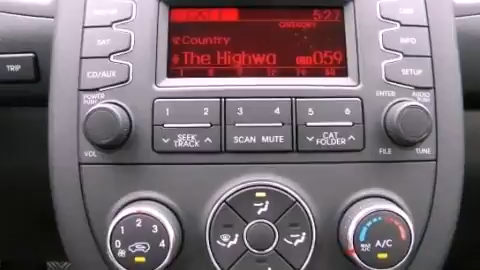 5:27
CATEGORY
Country
The Highwa CH 059
SAT
INFO
CD/AUX
SETUP
TRIP
POWER PUSH
ENTER
AUDIO PUSH
1 2
3 4
5 6
SEEK TRACK
SCAN MUTE
CAT FOLDER
VOL
FILE
TUNE
0 1 2 3 4
MAX A/C
A/C